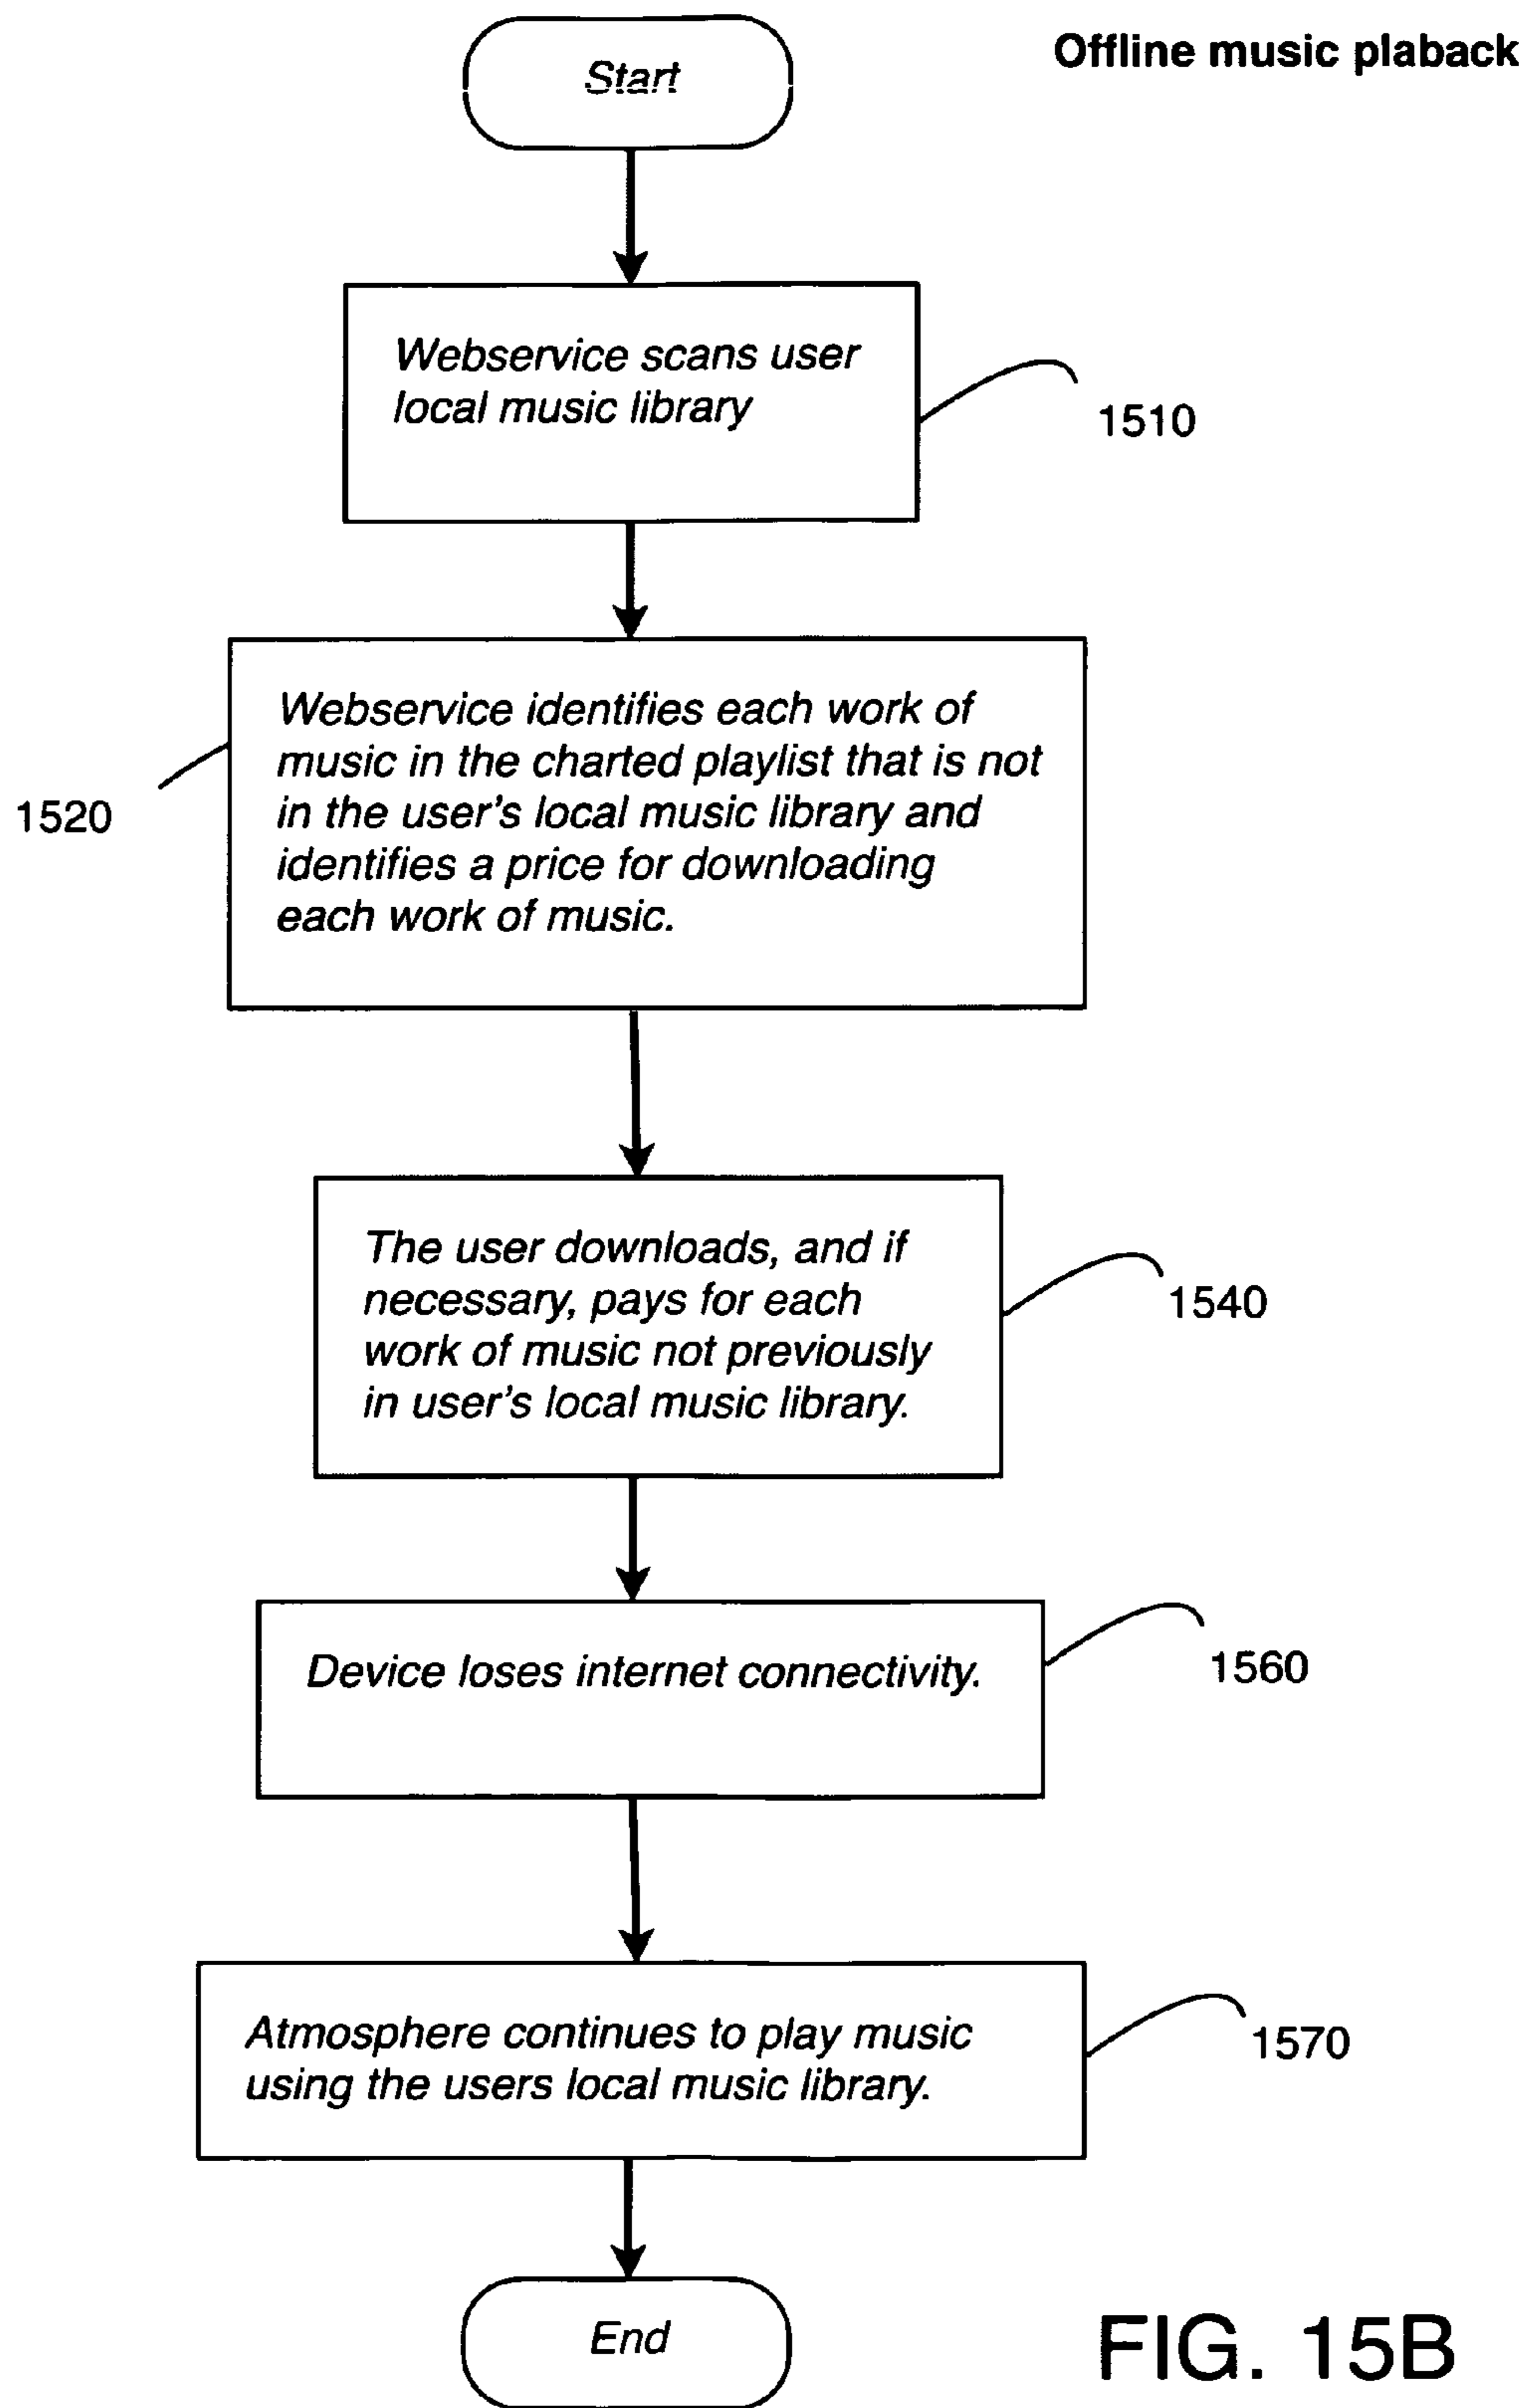 Offline music plaback
Start
Webservice scans user
local music library
1510
Webservice identifies each work of
music in the charted playlist that is not
in the user's local music library and
identifies a price for downloading
each work of music.
1520
The user downloads, and if
necessary, pays for each
work of music not previously
in user's local music library.
1540
Device loses internet connectivity.
1560
Atmosphere continues to play music
using the users local music library.
1570
End
FIG. 15B